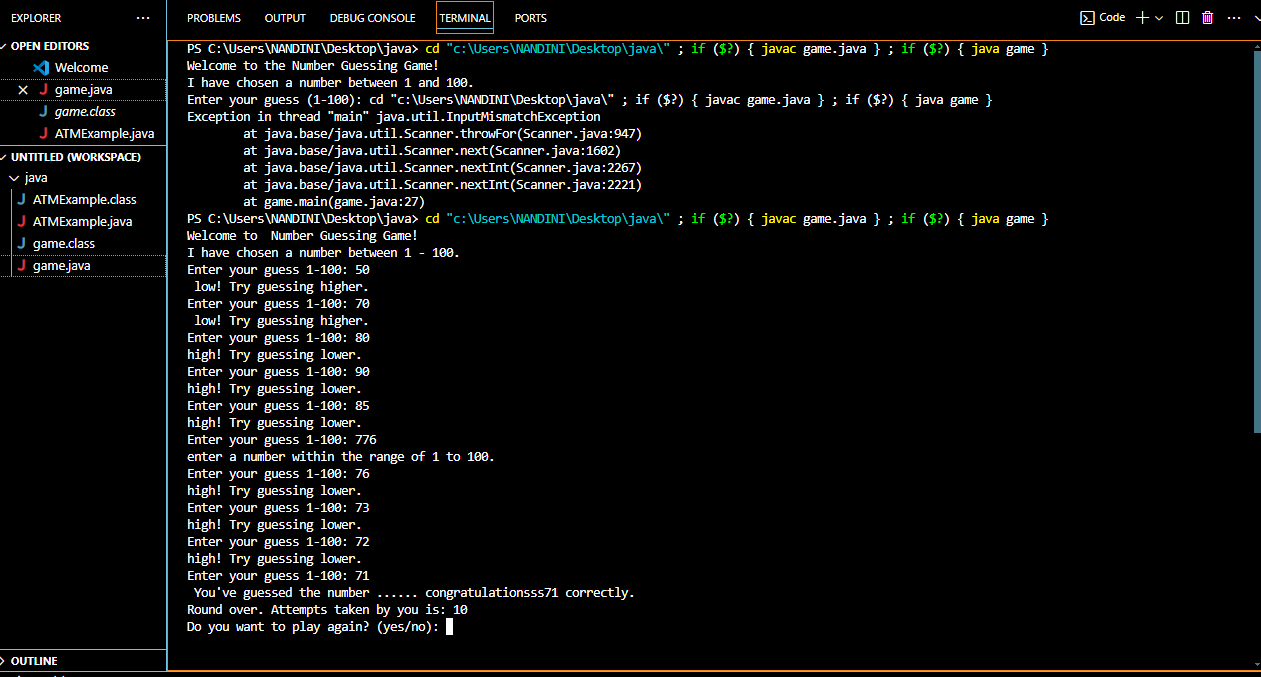 EXPLORER
OPEN EDITORS
Welcome
game.java
game.class
ATMExample.java
UNTITLED (WORKSPACE)
java
ATMExample.class
ATMExample.java
game.class
game.java
OUTLINE
PROBLEMS OUTPUT DEBUG CONSOLE TERMINAL PORTS
Code
PS C:\Users\NANDINI\Desktop\java> cd "c:\Users\NANDINI\Desktop\java\" ; if ($?) { javac game.java } ; if ($?) { java game }
Welcome to the Number Guessing Game!
I have chosen a number between 1 and 100.
Enter your guess (1-100): cd "c:\Users\NANDINI\Desktop\java\" ; if ($?) { javac game.java } ; if ($?) { java game }
Exception in thread "main" java.util.InputMismatchException
at java.base/java.util.Scanner.throwFor(Scanner.java:947)
at java.base/java.util.Scanner.next(Scanner.java:1602)
at java.base/java.util.Scanner.nextInt(Scanner.java:2267)
at java.base/java.util.Scanner.nextInt(Scanner.java:2221)
at game.main(game.java:27)
PS C:\Users\NANDINI\Desktop\java> cd "c:\Users\NANDINI\Desktop\java\" ; if ($?) { javac game.java } ; if ($?) { java game }
Welcome to  Number Guessing Game!
I have chosen a number between 1 - 100.
Enter your guess 1-100: 50
low! Try guessing higher.
Enter your guess 1-100: 70
low! Try guessing higher.
Enter your guess 1-100: 80
high! Try guessing lower.
Enter your guess 1-100: 90
high! Try guessing lower.
Enter your guess 1-100: 85
high! Try guessing lower.
Enter your guess 1-100: 776
enter a number within the range of 1 to 100.
Enter your guess 1-100: 76
high! Try guessing lower.
Enter your guess 1-100: 73
high! Try guessing lower.
Enter your guess 1-100: 72
high! Try guessing lower.
Enter your guess 1-100: 71
You've guessed the number ...... congratulationsss71 correctly.
Round over. Attempts taken by you is: 10
Do you want to play again? (yes/no):